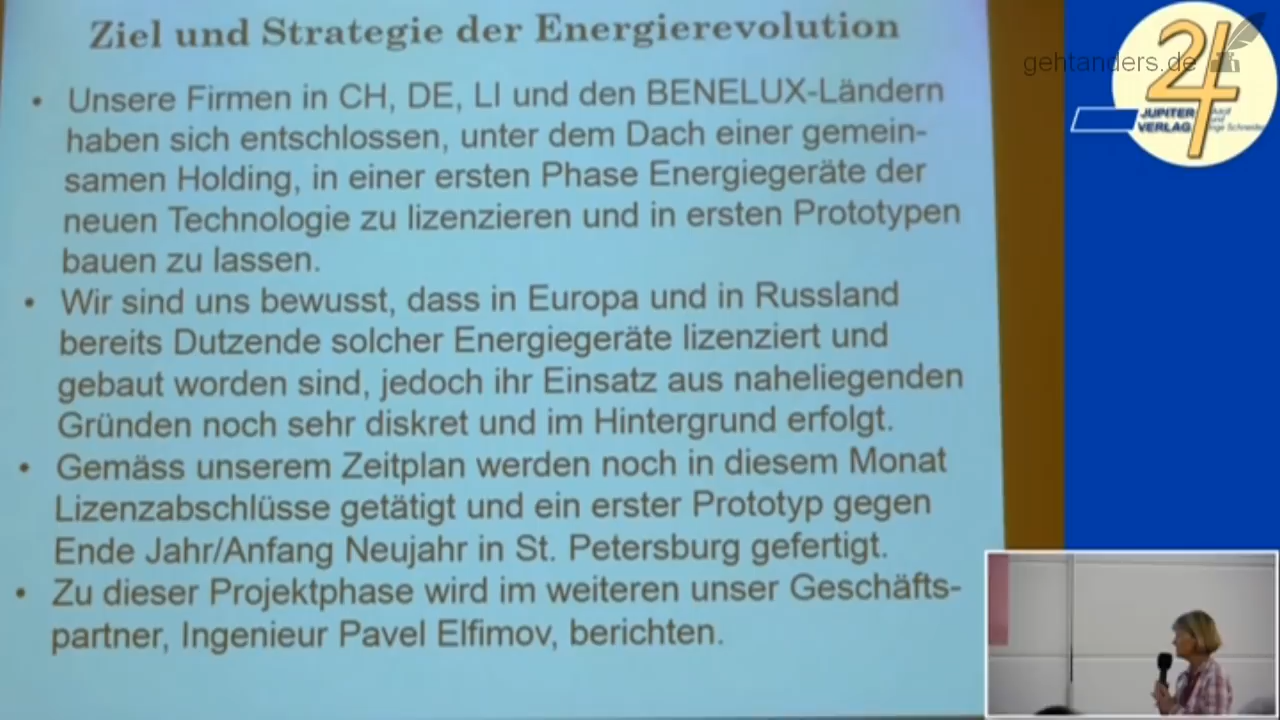 Ziel und Strategie der Energierevolution
• Unsere Firmen in CH, DE, LI und den BENELUX-Ländern
haben sich entschlossen, unter dem Dach einer gemein-
samen Holding, in einer ersten Phase Energiegeräte der
neuen Technologie zu lizenzieren und in ersten Prototypen
bauen zu lassen.
• Wir sind uns bewusst, dass in Europa und in Russland
bereits Dutzende solcher Energiegeräte lizenziert und
gebaut worden sind, jedoch ihr Einsatz aus naheliegenden
Gründen noch sehr diskret und im Hintergrund erfolgt.
• Gemäss unserem Zeitplan werden noch in diesem Monat
Lizenzabschlüsse getätigt und ein erster Prototyp gegen
Ende Jahr/Anfang Neujahr in St. Petersburg gefertigt.
• Zu dieser Projektphase wird im weiteren unser Geschäfts-
partner, Ingenieur Pavel Elfimov, berichten.
gehtanders.de
JUPITER
VERLAG